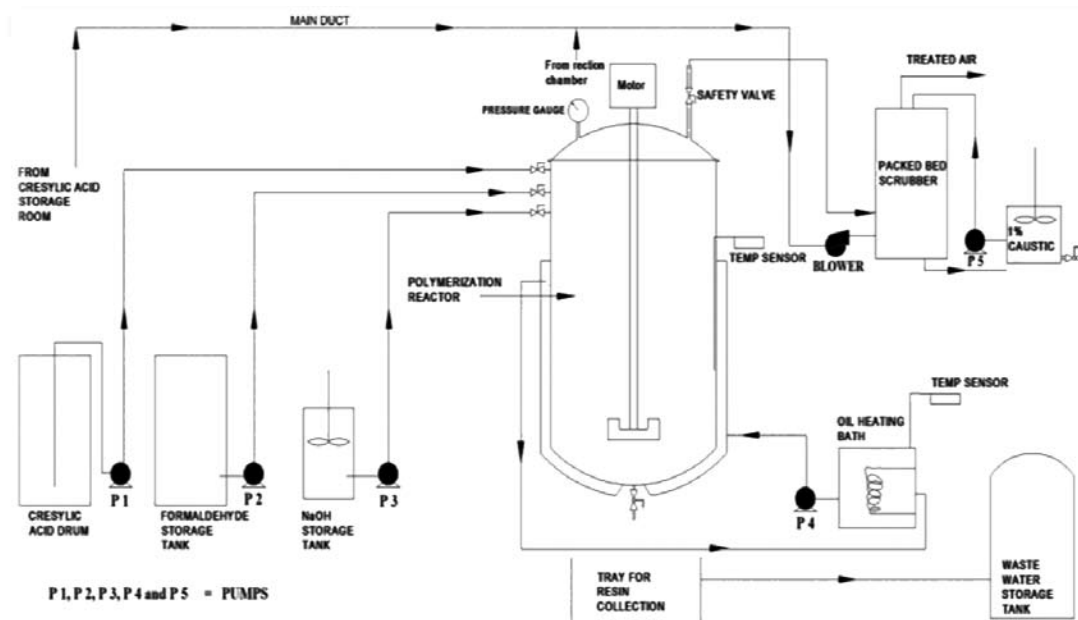 MAIN DUCT
From rection
chamber
Motor
TREATED AIR
PRESSURE GAUGE
SAFETY VALVE
FROM
CRESYLIC ACID
STORAGE
ROOM
PACKED BED
SCRUBBER
1%
CAUSTIC
P 5
BLOWER
TEMP SENSOR
POLYMERIZATION
REACTOR
TEMP SENSOR
OIL HEATING
BATH
P 1
P 2
P 3
P 4
CRESYLIC
ACID DRUM
FORMALDEHYDE
STORAGE
TANK
NaOH
STORAGE
TANK
WASTE
WATER
STORAGE
TANK
TRAY FOR
RESIN
COLLECTION
P 1, P 2, P 3, P 4 and P 5 = PUMPS